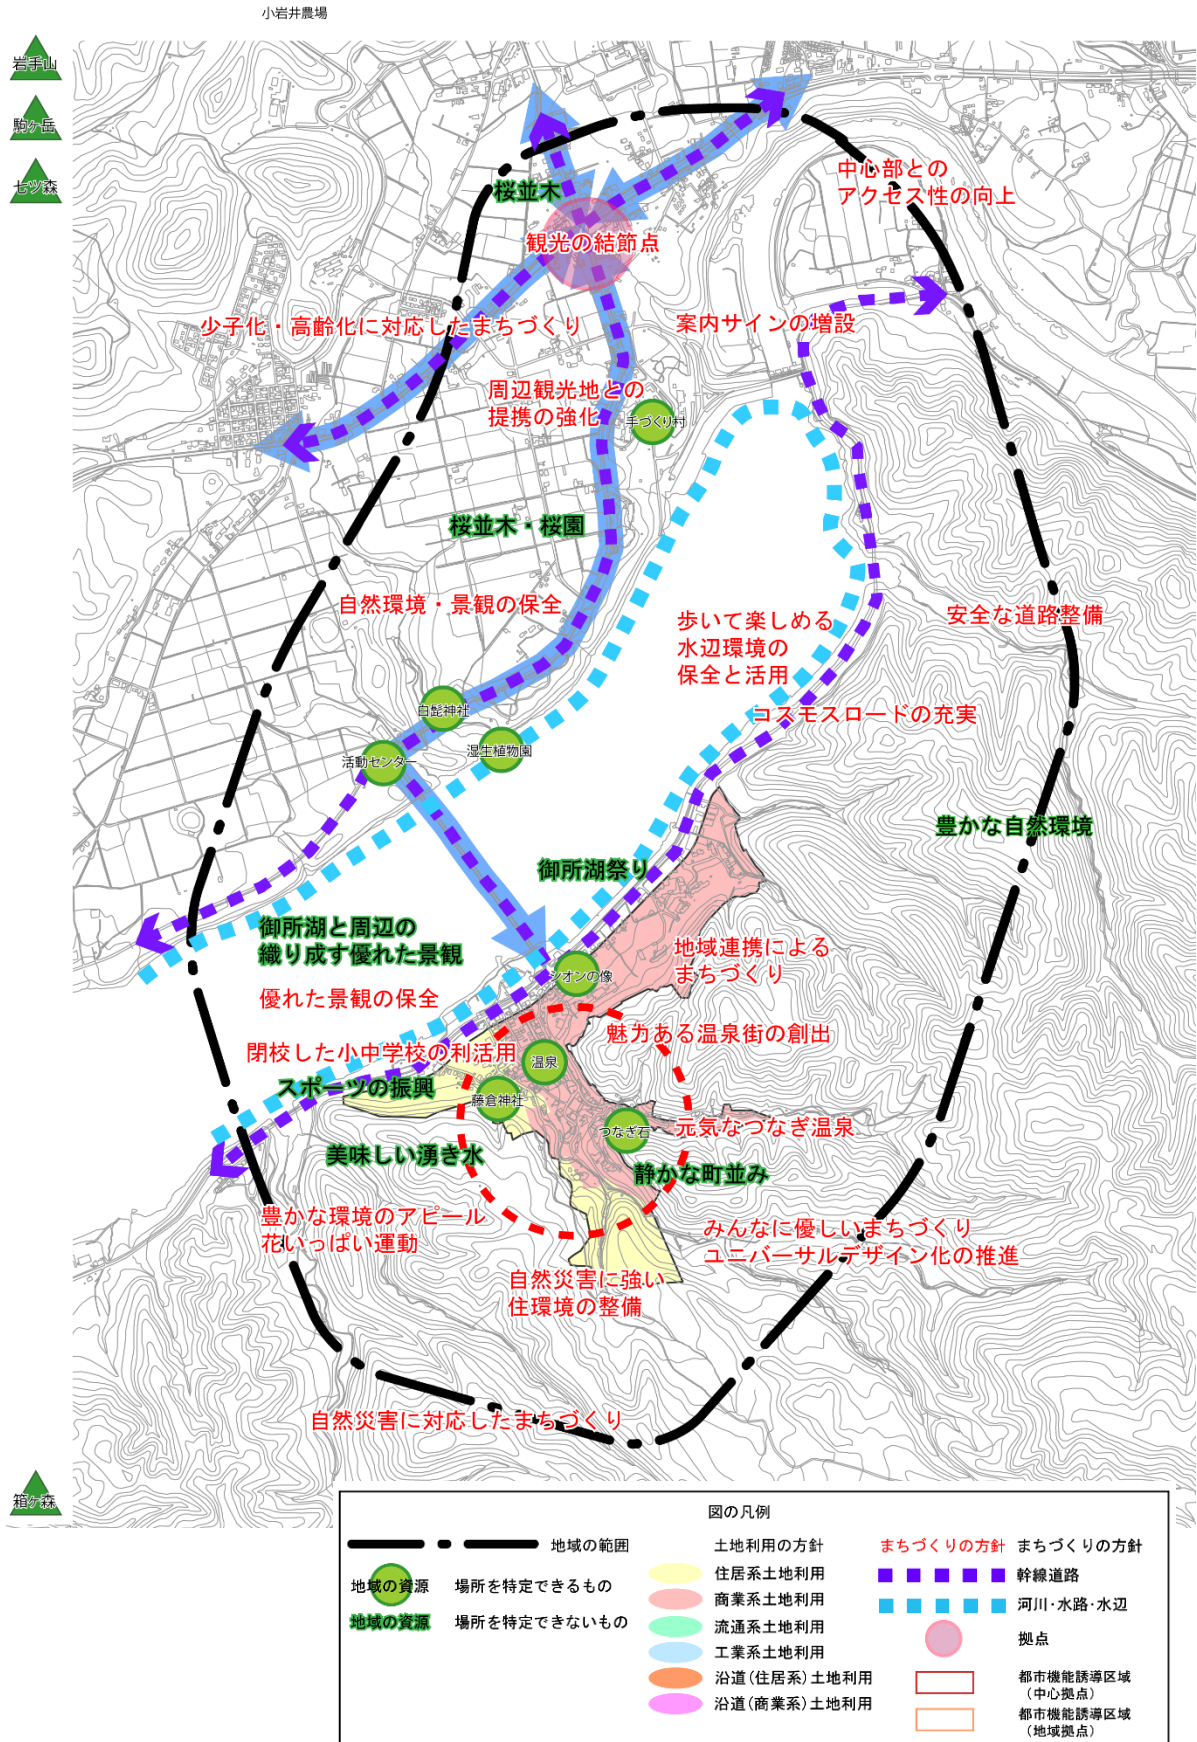 小岩井農場
岩手山
駒ヶ岳
七ツ森
中心部との
アクセス性の向上
桜並木
観光の結節点
少子化・高齢化に対応したまちづくり
案内サインの増設
周辺観光地との
提携の強化
手づくり村
桜並木・桜園
自然環境・景観の保全
歩いて楽しめる
水辺環境の
保全と活用
安全な道路整備
白髭神社
コスモスロードの充実
湿生植物園
活動センター
豊かな自然環境
御所湖祭り
御所湖と周辺の
織り成す優れた景観
地域連携による
まちづくり
シオンの像
優れた景観の保全
魅力ある温泉街の創出
閉校した小中学校の利活用
温泉
スポーツの振興
藤倉神社
つなぎ石
元気なつなぎ温泉
美味しい湧き水
静かな町並み
豊かな環境のアピール
花いっぱい運動
みんなに優しいまちづくり
ユニバーサルデザイン化の推進
自然災害に強い
住環境の整備
自然災害に対応したまちづくり
箱ヶ森
図の凡例
地域の範囲
地域の資源 場所を特定できるもの
地域の資源 場所を特定できないもの
土地利用の方針
住居系土地利用
商業系土地利用
流通系土地利用
工業系土地利用
沿道(住居系)土地利用
沿道(商業系)土地利用
まちづくりの方針 まちづくりの方針
幹線道路
河川・水路・水辺
拠点
都市機能誘導区域
(中心拠点)
都市機能誘導区域
(地域拠点)